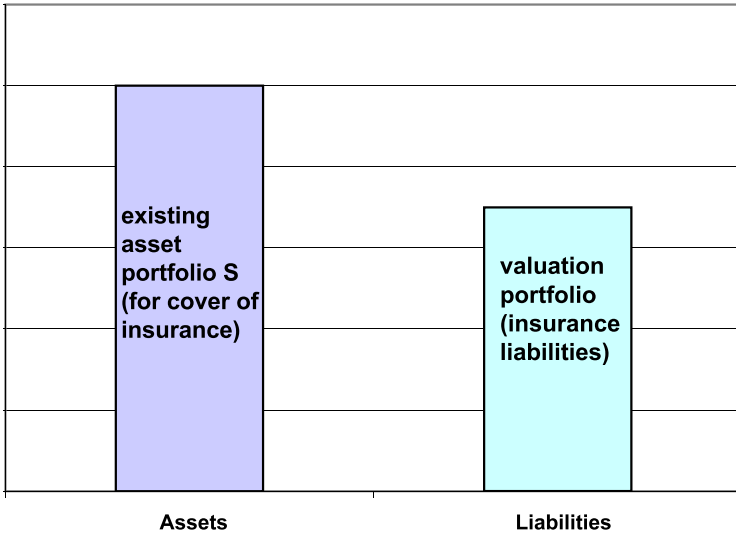 existing
asset
portfolio S
(for cover of
insurance)
valuation
portfolio
(insurance
liabilities)
Assets
Liabilities